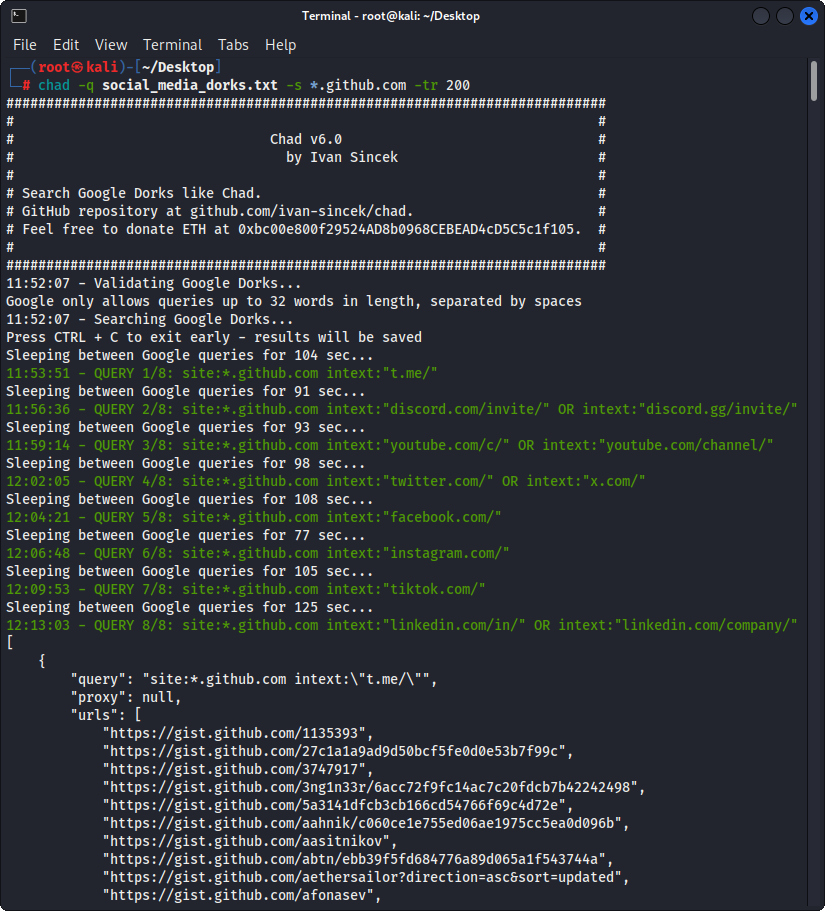 Terminal - root@kali: ~/Desktop
File Edit View Terminal Tabs Help
┌──(root㉿kali)-[~/Desktop]
└─# chad -q social_media_dorks.txt -s *.github.com -tr 200
###########################################################################
#                                                                         #
#                                Chad v6.0                                #
#                                  by Ivan Sincek                         #
#                                                                         #
# Search Google Dorks like Chad.                                          #
# GitHub repository at github.com/ivan-sincek/chad.                       #
# Feel free to donate ETH at 0xbc00e800f29524AD8b0968CEBEAD4cD5C5c1f105.  #
#                                                                         #
###########################################################################
11:52:07 - Validating Google Dorks...
Google only allows queries up to 32 words in length, separated by spaces
11:52:07 - Searching Google Dorks...
Press CTRL + C to exit early - results will be saved
Sleeping between Google queries for 104 sec...
11:53:51 - QUERY 1/8: site:*.github.com intext:"t.me/"
Sleeping between Google queries for 91 sec...
11:56:36 - QUERY 2/8: site:*.github.com intext:"discord.com/invite/" OR intext:"discord.gg/invite/"
Sleeping between Google queries for 93 sec...
11:59:14 - QUERY 3/8: site:*.github.com intext:"youtube.com/c/" OR intext:"youtube.com/channel/"
Sleeping between Google queries for 98 sec...
12:02:05 - QUERY 4/8: site:*.github.com intext:"twitter.com/" OR intext:"x.com/"
Sleeping between Google queries for 108 sec...
12:04:21 - QUERY 5/8: site:*.github.com intext:"facebook.com/"
Sleeping between Google queries for 77 sec...
12:06:48 - QUERY 6/8: site:*.github.com intext:"instagram.com/"
Sleeping between Google queries for 105 sec...
12:09:53 - QUERY 7/8: site:*.github.com intext:"tiktok.com/"
Sleeping between Google queries for 125 sec...
12:13:03 - QUERY 8/8: site:*.github.com intext:"linkedin.com/in/" OR intext:"linkedin.com/company/"
[
    {
        "query": "site:*.github.com intext:\"t.me/\"",
        "proxy": null,
        "urls": [
            "https://gist.github.com/1135393",
            "https://gist.github.com/27c1a1a9ad9d50bcf5fe0d0e53b7f99c",
            "https://gist.github.com/3747917",
            "https://gist.github.com/3ng1n33r/6acc72f9fc14ac7c20fdcb7b42242498",
            "https://gist.github.com/5a3141dfcb3cb166cd54766f69c4d72e",
            "https://gist.github.com/aahnik/c060ce1e755ed06ae1975cc5ea0d096b",
            "https://gist.github.com/aasitnikov",
            "https://gist.github.com/abtn/ebb39f5fd684776a89d065a1f543744a",
            "https://gist.github.com/aethersailor?direction=asc&sort=updated",
            "https://gist.github.com/afonasev",